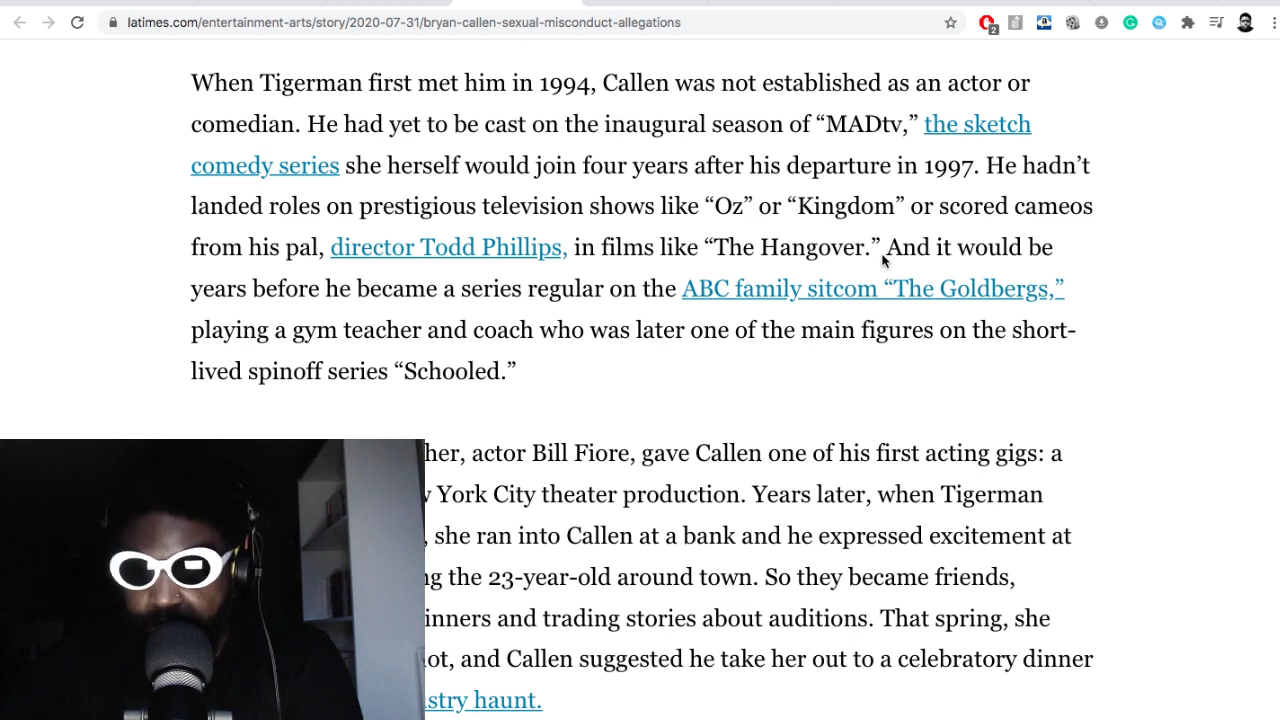 latimes.com/entertainment-arts/story/2020-07-31/bryan-callen-sexual-misconduct-allegations
2
When Tigerman first met him in 1994, Callen was not established as an actor or
comedian. He had yet to be cast on the inaugural season of “MADtv,” the sketch
comedy series she herself would join four years after his departure in 1997. He hadn’t
landed roles on prestigious television shows like “Oz” or “Kingdom” or scored cameos
from his pal, director Todd Phillips, in films like “The Hangover.” And it would be
years before he became a series regular on the ABC family sitcom “The Goldbergs,”
playing a gym teacher and coach who was later one of the main figures on the short-
lived spinoff series “Schooled.”
her, actor Bill Fiore, gave Callen one of his first acting gigs: a
York City theater production. Years later, when Tigerman
, she ran into Callen at a bank and he expressed excitement at
the 23-year-old around town. So they became friends,
inners and trading stories about auditions. That spring, she
ot, and Callen suggested he take her out to a celebratory dinner
stry haunt.